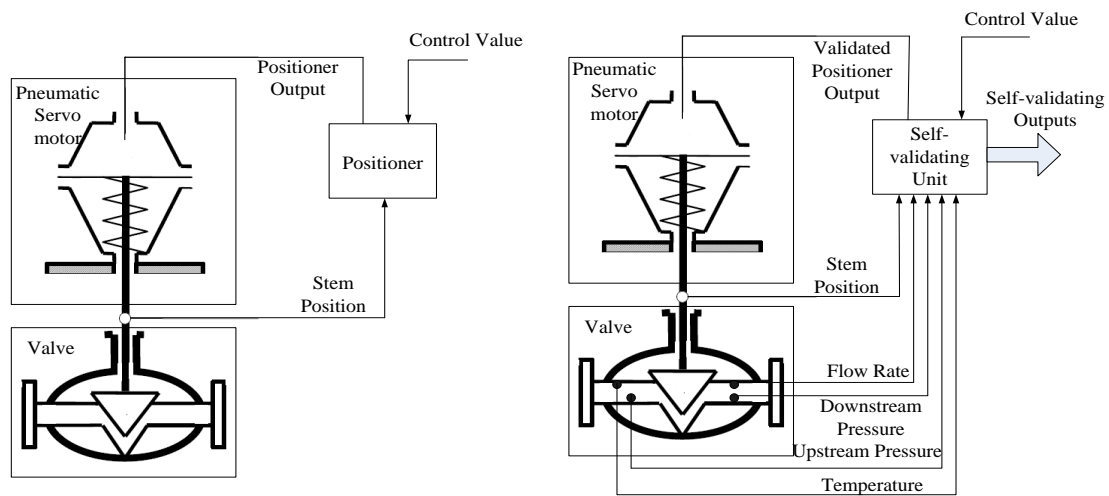 Control Value
Positioner
Output
Pneumatic
Servo
motor
Positioner
Stem
Position
Valve
Control Value
Validated
Positioner
Output
Pneumatic
Servo
motor
Self-validating
Outputs
Self-
validating
Unit
Stem
Position
Valve
Flow Rate
Downstream
Pressure
Upstream Pressure
Temperature